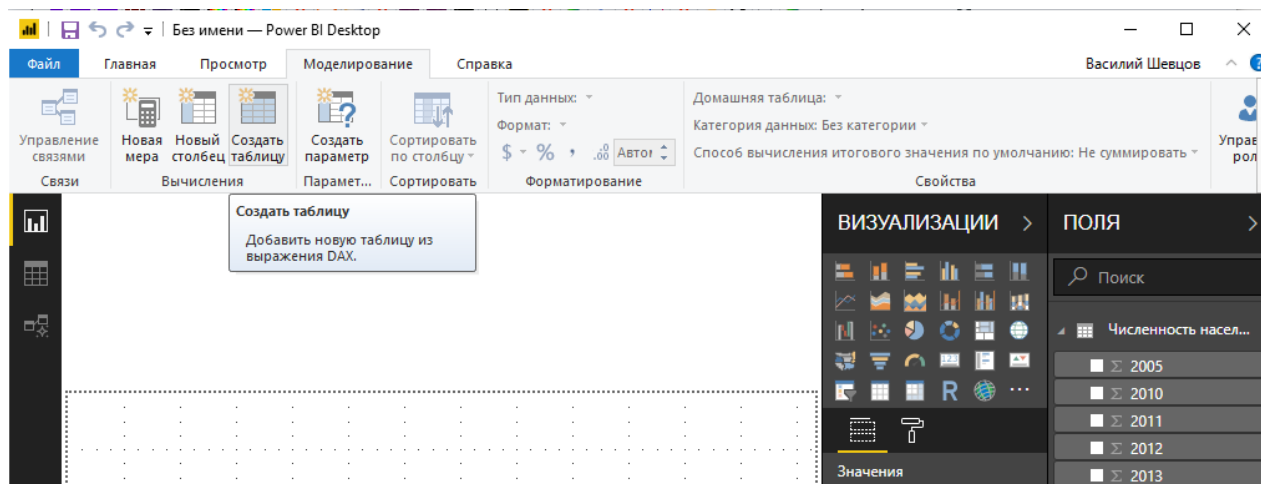 Без имени — Power BI Desktop
Файл Главная Просмотр Моделирование Справка Василий Шевцов
Управление связями
Новая мера
Новый столбец
Создать таблицу
Создать параметр
Сортировать по столбцу
Тип данных:
Формат:
$ % , .00 Автог
Домашняя таблица:
Категория данных: Без категории
Способ вычисления итогового значения по умолчанию: Не суммировать
Управ
рол
Связи Вычисления Парамет... Сортировать Форматирование Свойства
Создать таблицу
Добавить новую таблицу из
выражения DAX.
ВИЗУАЛИЗАЦИИ >
ПОЛЯ >
Поиск
Численность насел...
Σ 2005
Σ 2010
Σ 2011
Σ 2012
Σ 2013
R
Значения